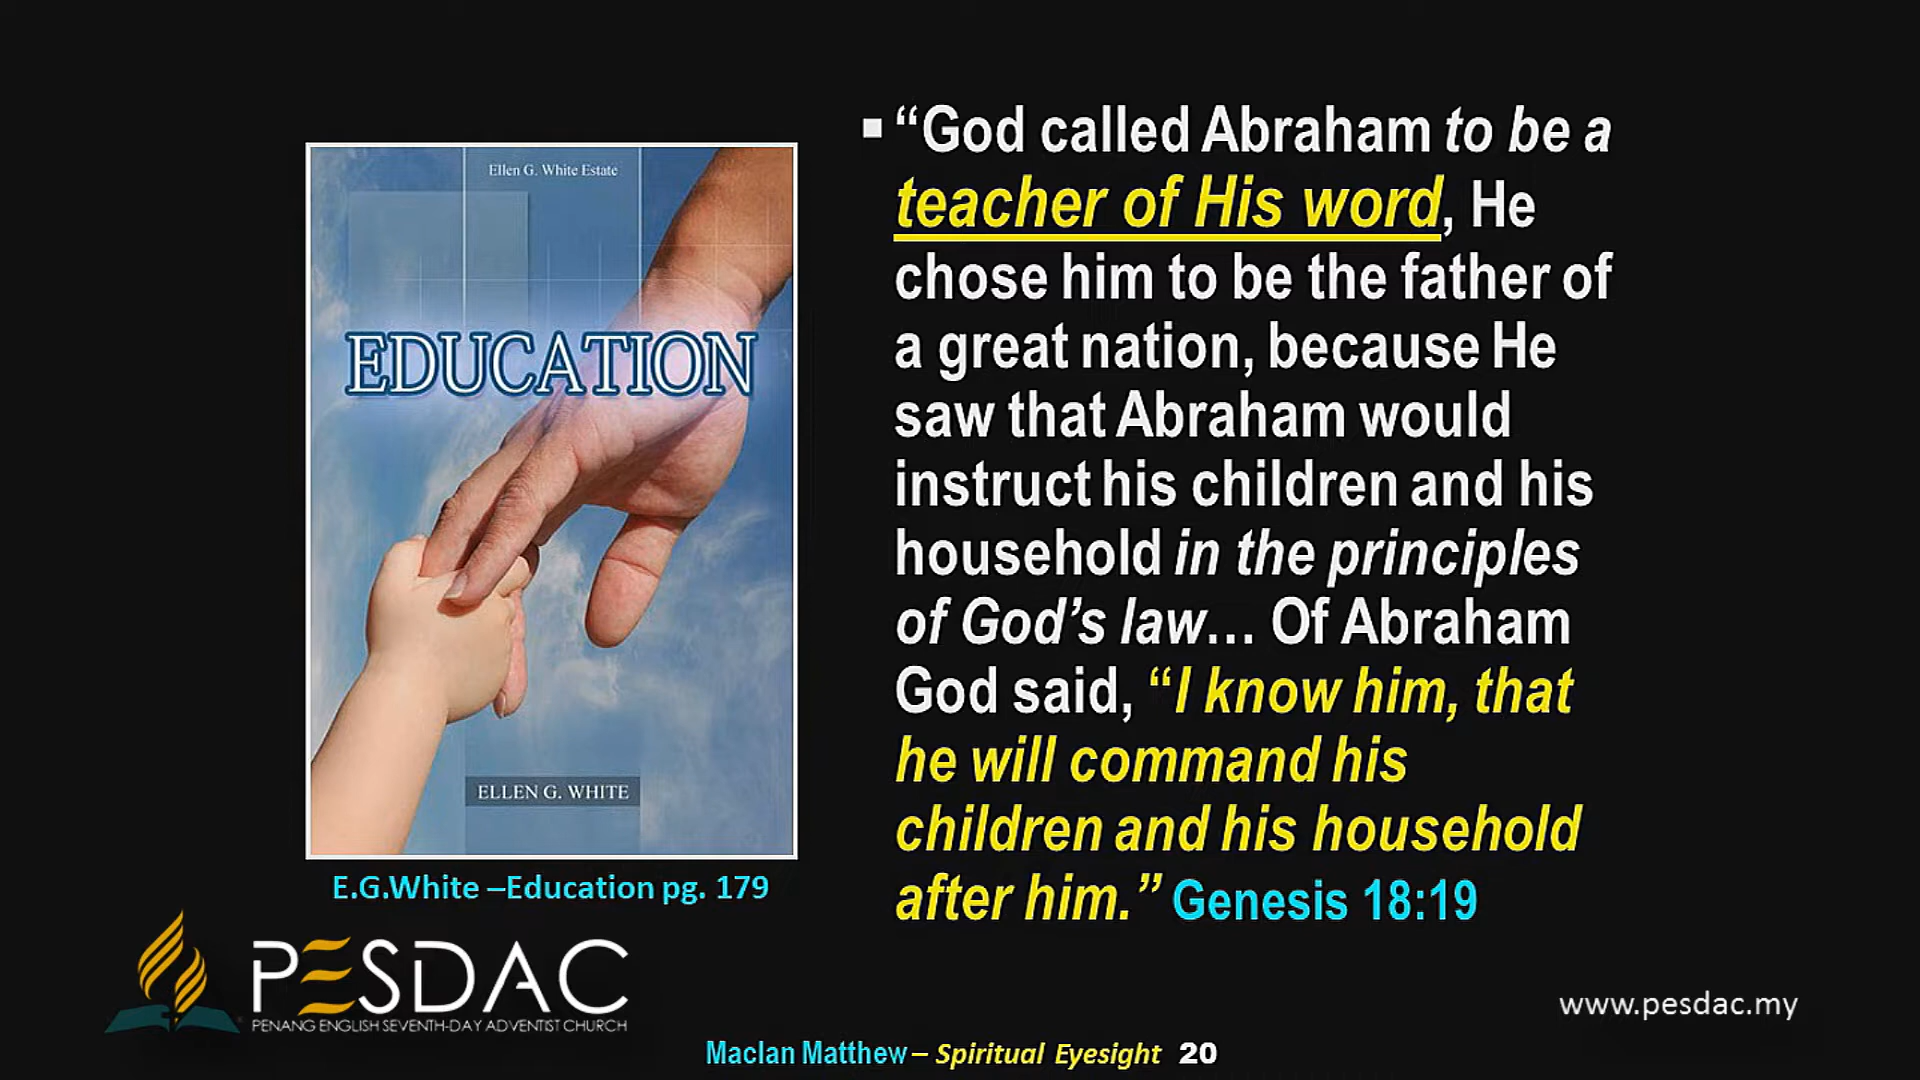 Ellen G. White Estate
EDUCATION
ELLEN G. WHITE
E.G.White –Education pg. 179
▪ “God called Abraham to be a
teacher of His word, He
chose him to be the father of
a great nation, because He
saw that Abraham would
instruct his children and his
household in the principles
of God’s law… Of Abraham
God said, “I know him, that
he will command his
children and his household
after him.” Genesis 18:19
PESDAC
PENANG ENGLISH SEVENTH-DAY ADVENTIST CHURCH
www.pesdac.my
Maclan Matthew – Spiritual Eyesight 20